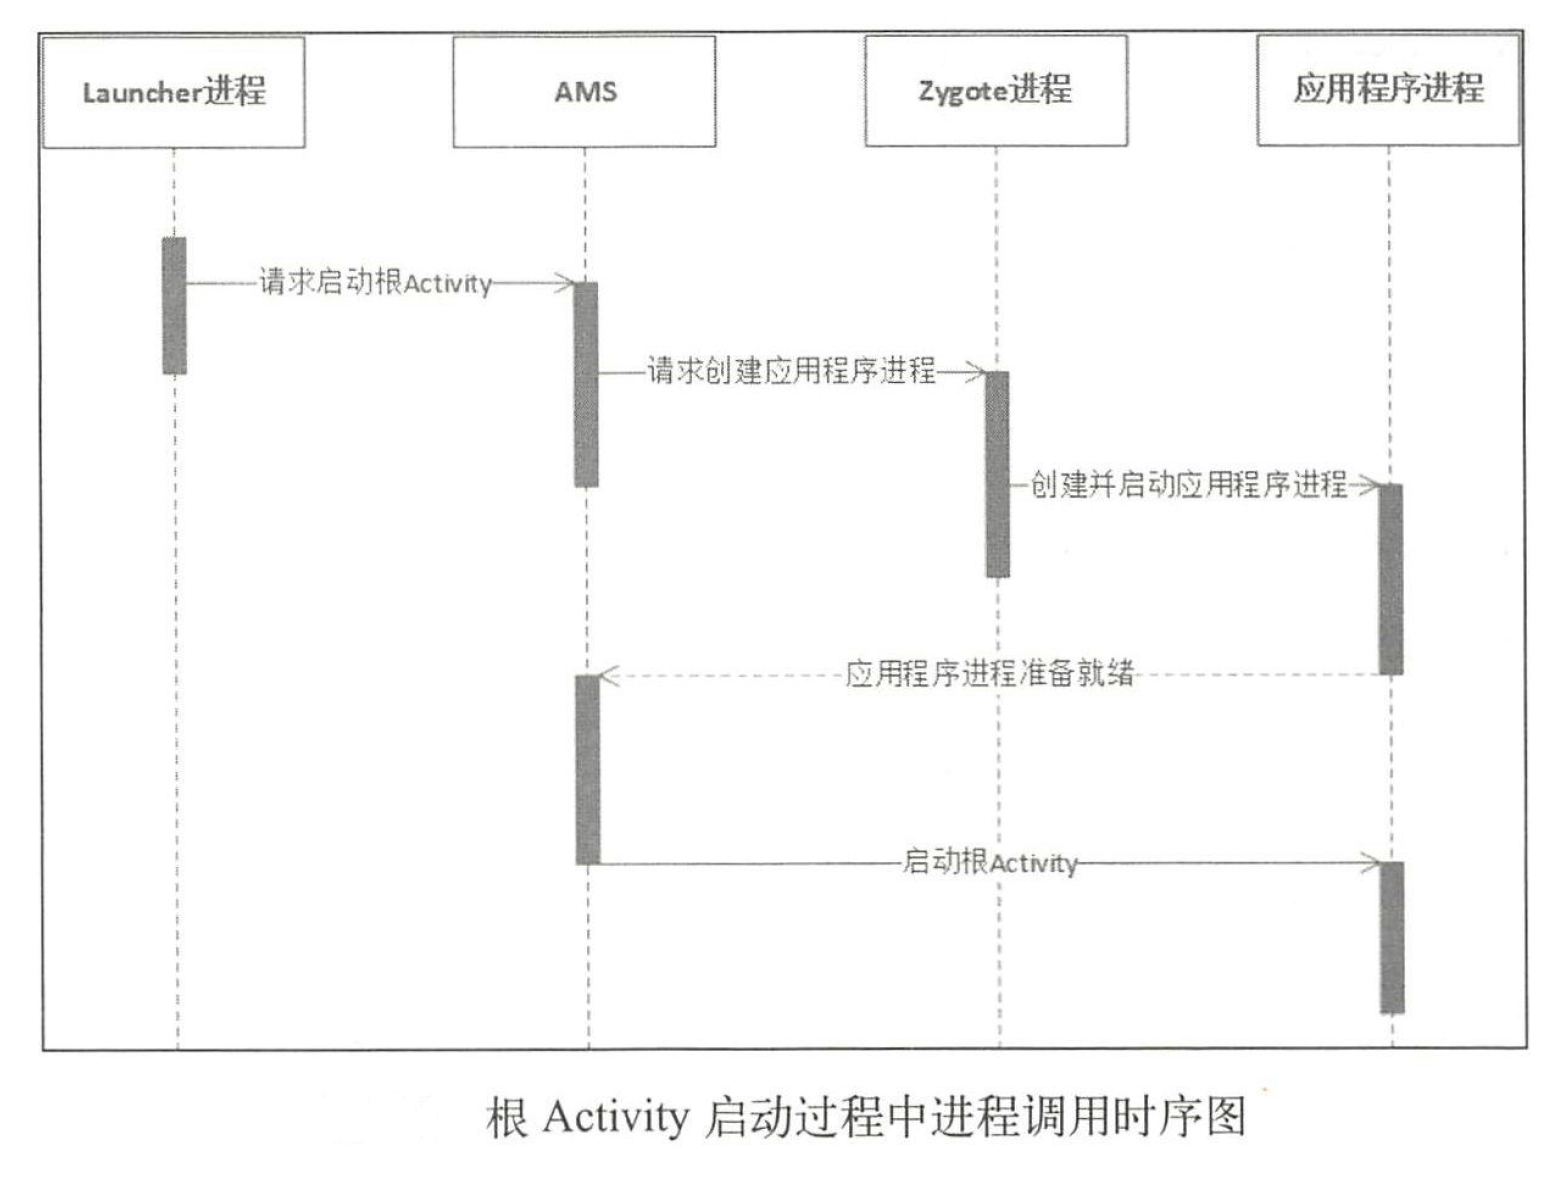 Launcher进程
AMS
Zygote进程
应用程序进程
请求启动根Activity
请求创建应用程序进程
创建并启动应用程序进程
应用程序进程准备就绪
启动根Activity
根 Activity 启动过程中进程调用时序图